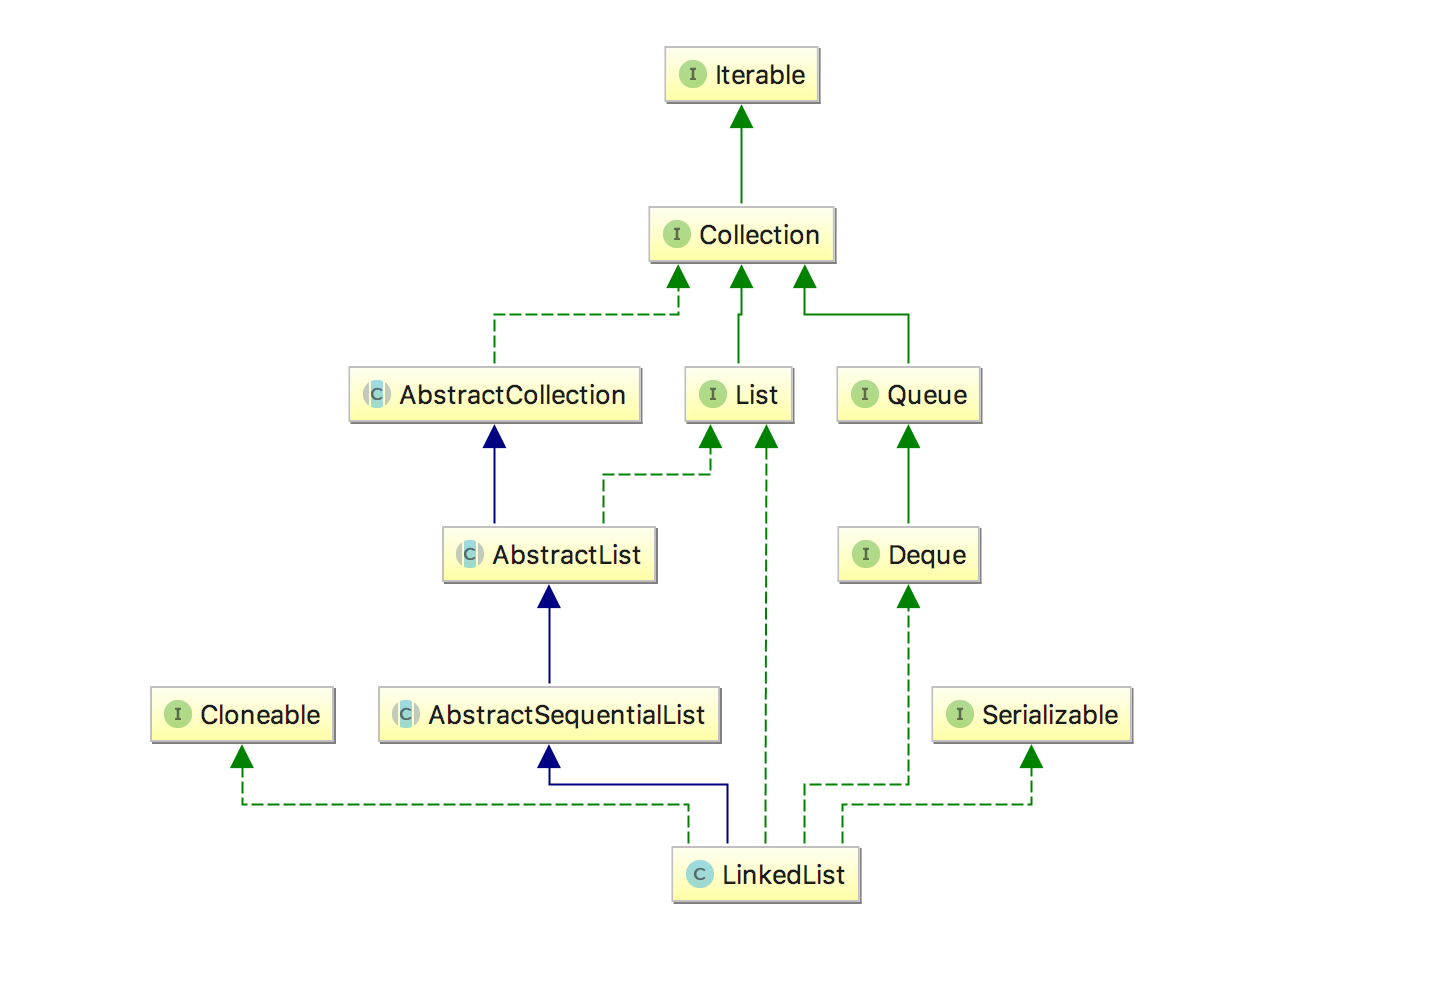 I Iterable
I Collection
C AbstractCollection
I List
I Queue
C AbstractList
I Deque
I Cloneable
C AbstractSequentialList
I Serializable
C LinkedList